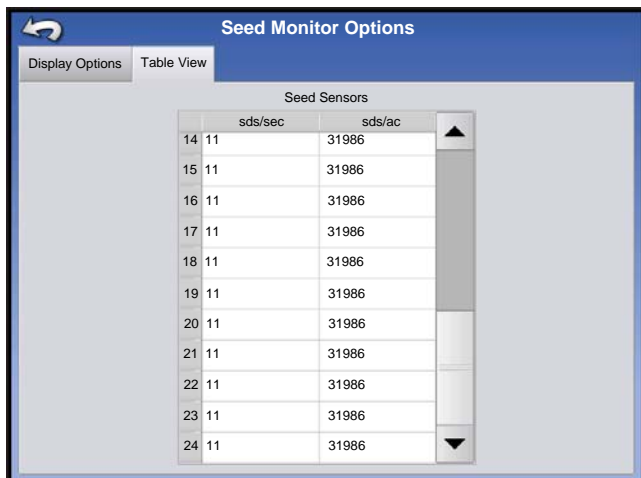 Seed Monitor Options
Display Options Table View
Seed Sensors
sds/sec sds/ac
14 11 31986
15 11 31986
16 11 31986
17 11 31986
18 11 31986
19 11 31986
20 11 31986
21 11 31986
22 11 31986
23 11 31986
24 11 31986